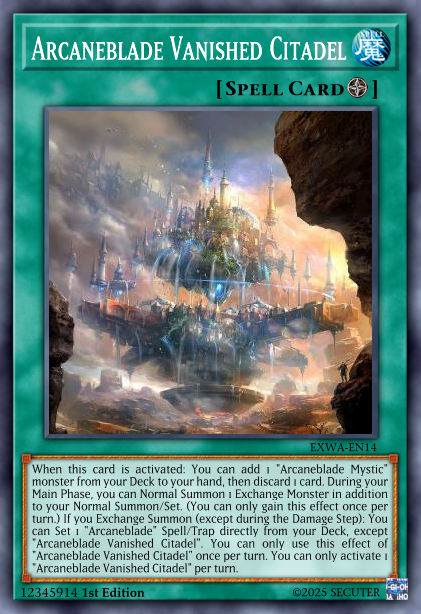 ARCANEBLADE VANISHED CITADEL 魔
[SPELL CARD]
EXWA-EN14
When this card is activated: You can add 1 "Arcaneblade Mystic"
monster from your Deck to your hand, then discard 1 card. During your
Main Phase, you can Normal Summon 1 Exchange Monster in addition
to your Normal Summon/Set. (You can only gain this effect once per
turn.) If you Exchange Summon (except during the Damage Step): You
can Set 1 "Arcaneblade" Spell/Trap directly from your Deck, except
"Arcaneblade Vanished Citadel". You can only use this effect of
"Arcaneblade Vanished Citadel" once per turn. You can only activate 1
"Arcaneblade Vanished Citadel" per turn.
12345914 1st Edition ©2025 SECUTER